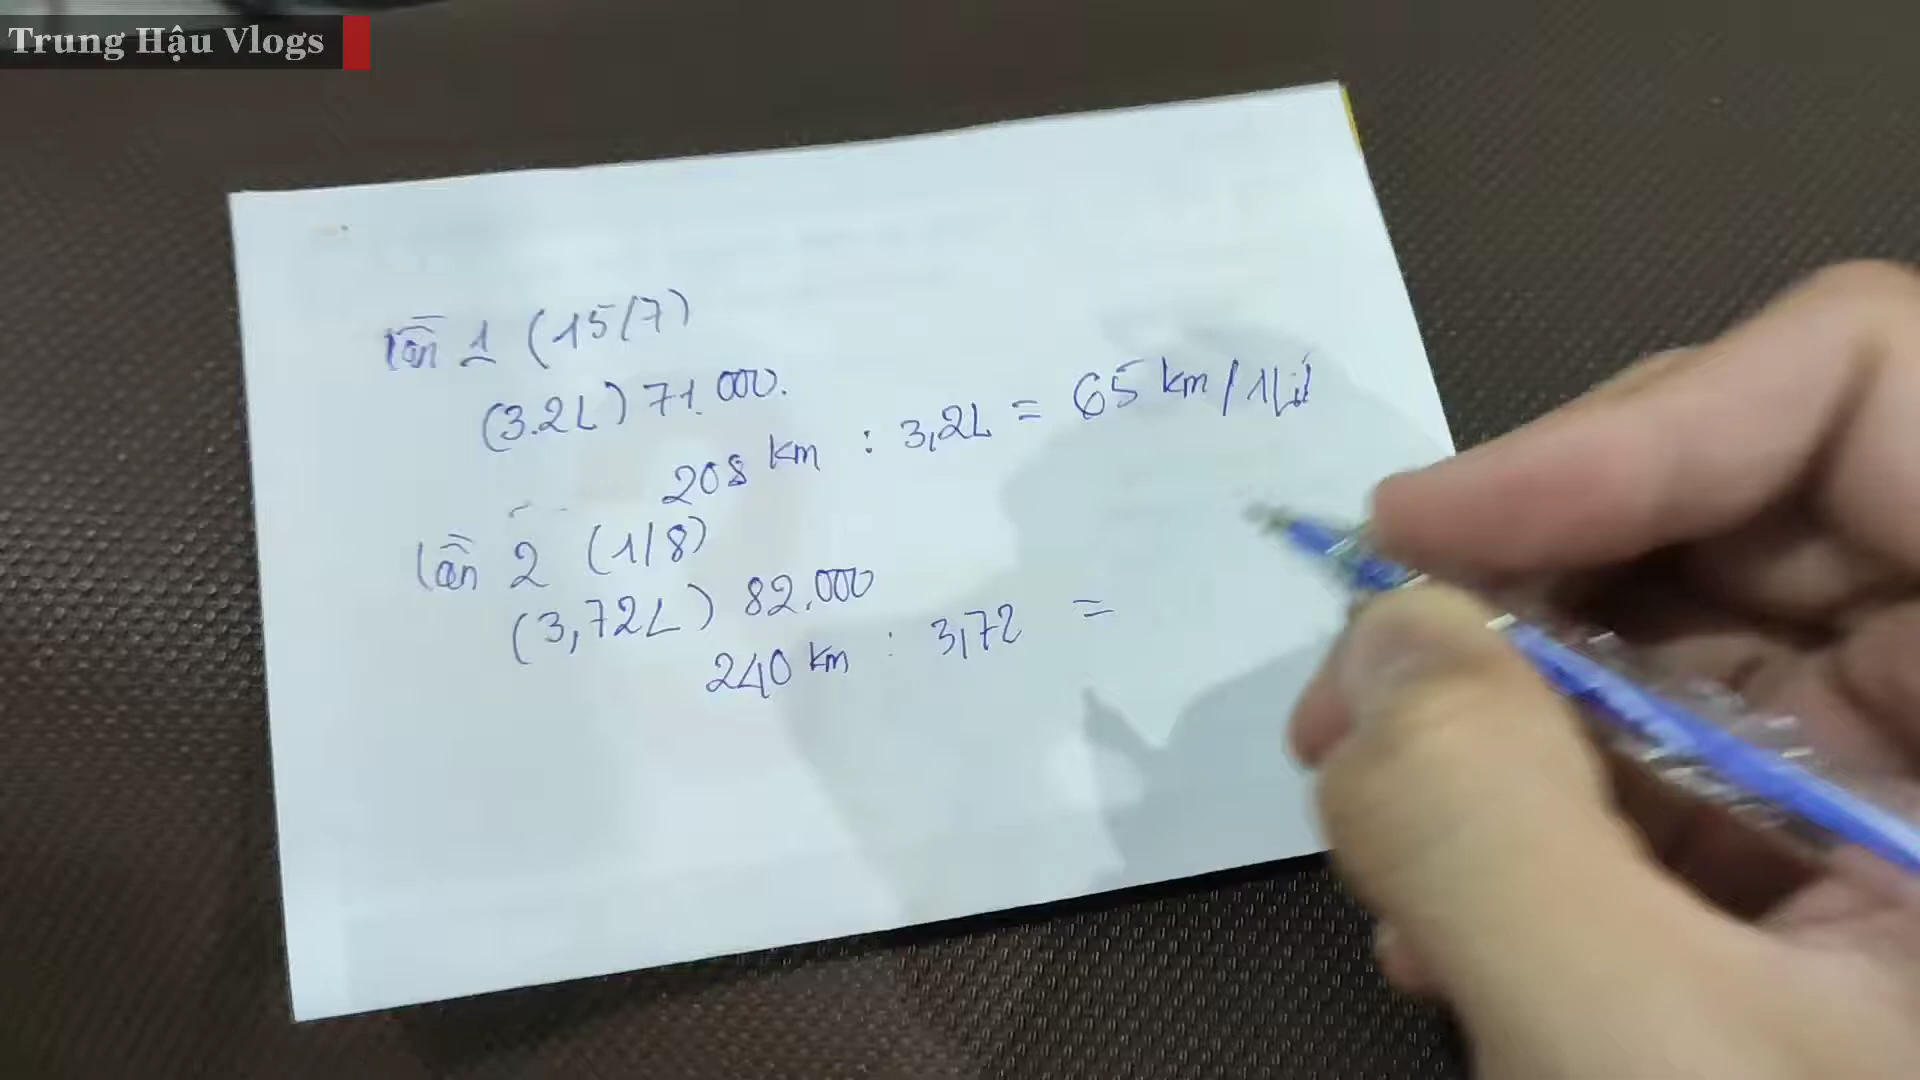 Trung Hậu Vlogs
lần 1 (15/7)
(3.2L) 71.000.
208 km : 3,2L = 65 km/1Lít
lần 2 (1/8)
(3,72L) 82.000
240 km : 3,72 =